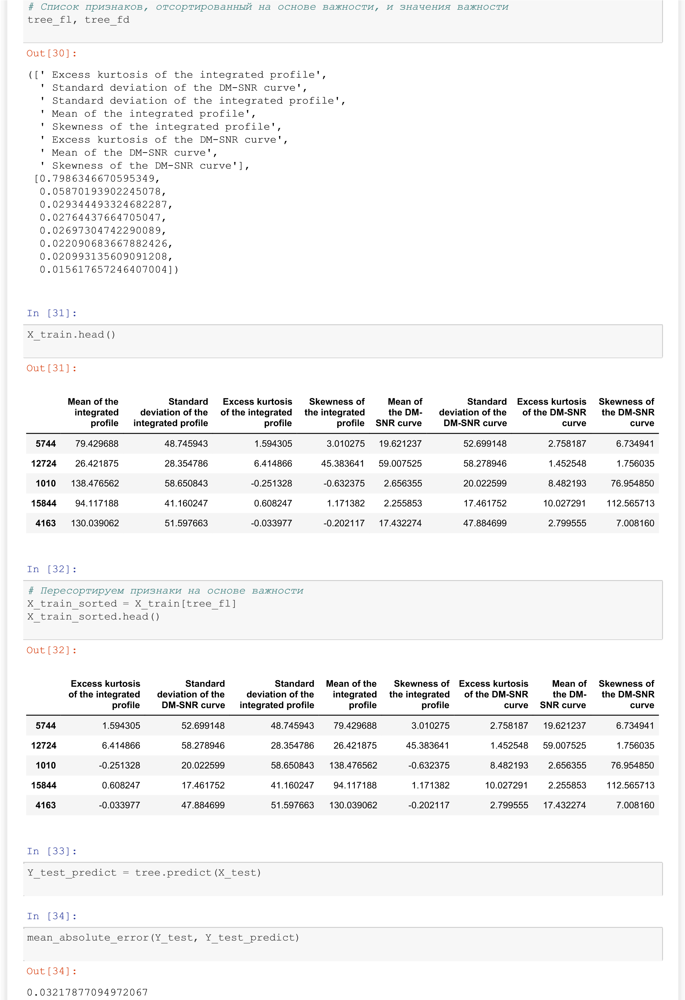 # Список признаков, отсортированный на основе важности, и значения важности
tree_fl, tree_fd
Out[30]:
([' Excess kurtosis of the integrated profile',
' Standard deviation of the DM-SNR curve',
' Standard deviation of the integrated profile',
' Mean of the integrated profile',
' Skewness of the integrated profile',
' Excess kurtosis of the DM-SNR curve',
' Mean of the DM-SNR curve',
' Skewness of the DM-SNR curve'],
[0.7986346670595349,
0.05870193902245078,
0.029344493324682287,
0.02764437664705047,
0.02697304742290089,
0.022090683667882426,
0.020993135609091208,
0.015617657246407004])
In [31]:
X_train.head()
Out[31]:
Mean of the Standard Excess kurtosis Skewness of Mean of Standard Excess kurtosis Skewness of
integrated deviation of the of the integrated the integrated the DM- deviation of the of the DM-SNR the DM-SNR
profile integrated profile profile profile SNR curve DM-SNR curve curve curve
5744 79.429688 48.745943 1.594305 3.010275 19.621237 52.699148 2.758187 6.734941
12724 26.421875 28.354786 6.414866 45.383641 59.007525 58.278946 1.452548 1.756035
1010 138.476562 58.650843 -0.251328 -0.632375 2.656355 20.022599 8.482193 76.954850
15844 94.117188 41.160247 0.608247 1.171382 2.255853 17.461752 10.027291 112.565713
4163 130.039062 51.597663 -0.033977 -0.202117 17.432274 47.884699 2.799555 7.008160
In [32]:
# Пересортируем признаки на основе важности
X_train_sorted = X_train[tree_fl]
X_train_sorted.head()
Out[32]:
Excess kurtosis Standard Standard Mean of the Skewness of Excess kurtosis Mean of Skewness of
of the integrated deviation of the deviation of the integrated the integrated of the DM-SNR the DM- the DM-SNR
profile DM-SNR curve integrated profile profile profile curve SNR curve curve
5744 1.594305 52.699148 48.745943 79.429688 3.010275 2.758187 19.621237 6.734941
12724 6.414866 58.278946 28.354786 26.421875 45.383641 1.452548 59.007525 1.756035
1010 -0.251328 20.022599 58.650843 138.476562 -0.632375 8.482193 2.656355 76.954850
15844 0.608247 17.461752 41.160247 94.117188 1.171382 10.027291 2.255853 112.565713
4163 -0.033977 47.884699 51.597663 130.039062 -0.202117 2.799555 17.432274 7.008160
In [33]:
Y_test_predict = tree.predict(X_test)
In [34]:
mean_absolute_error(Y_test, Y_test_predict)
Out[34]:
0.03217877094972067